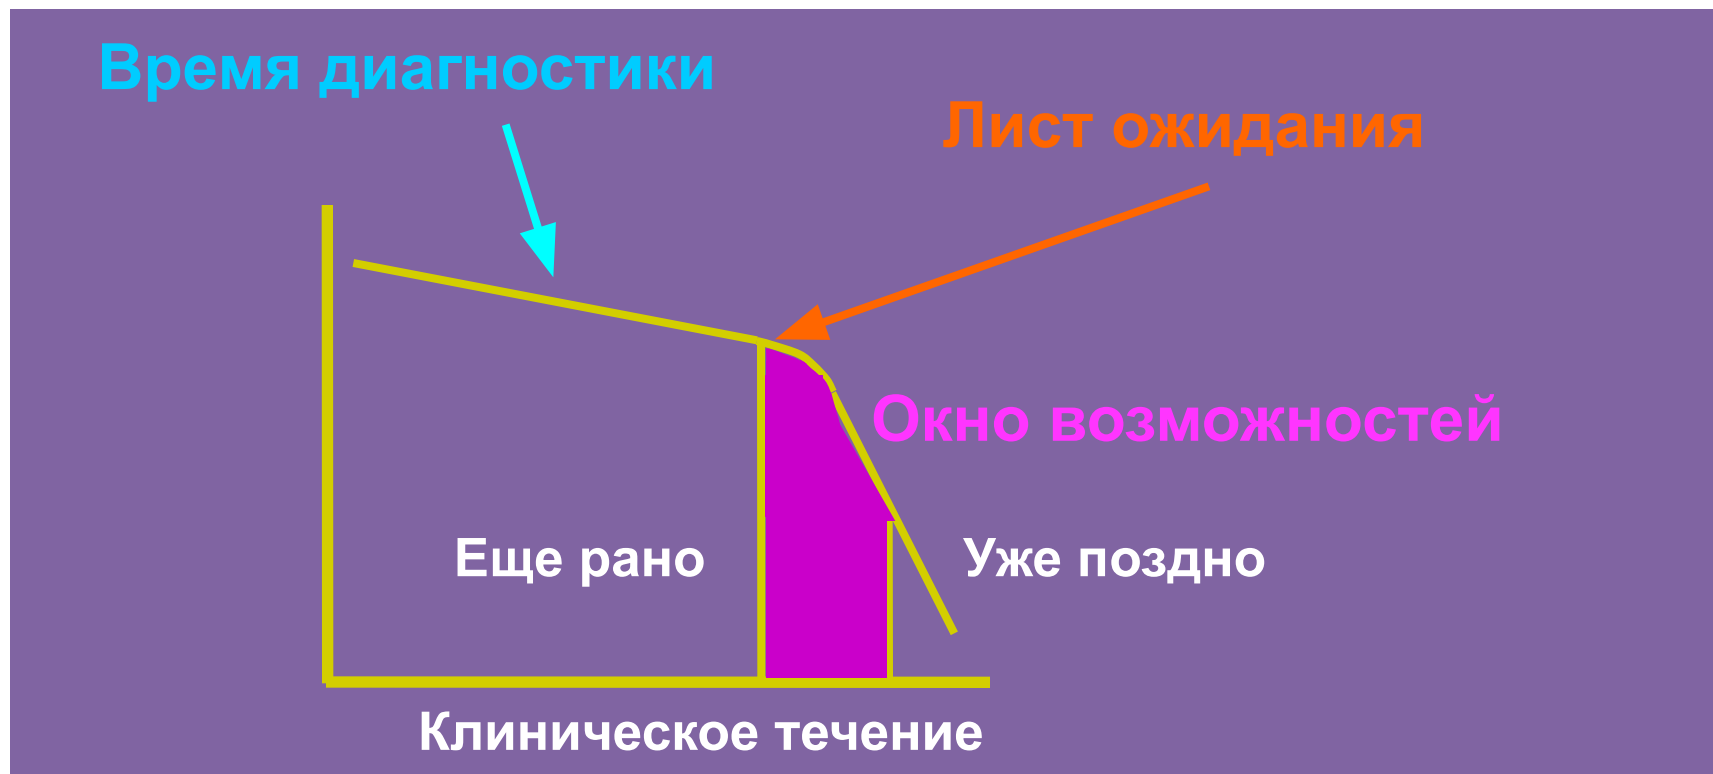 Время диагностики
Лист ожидания
Окно возможностей
Еще рано
Уже поздно
Клиническое течение